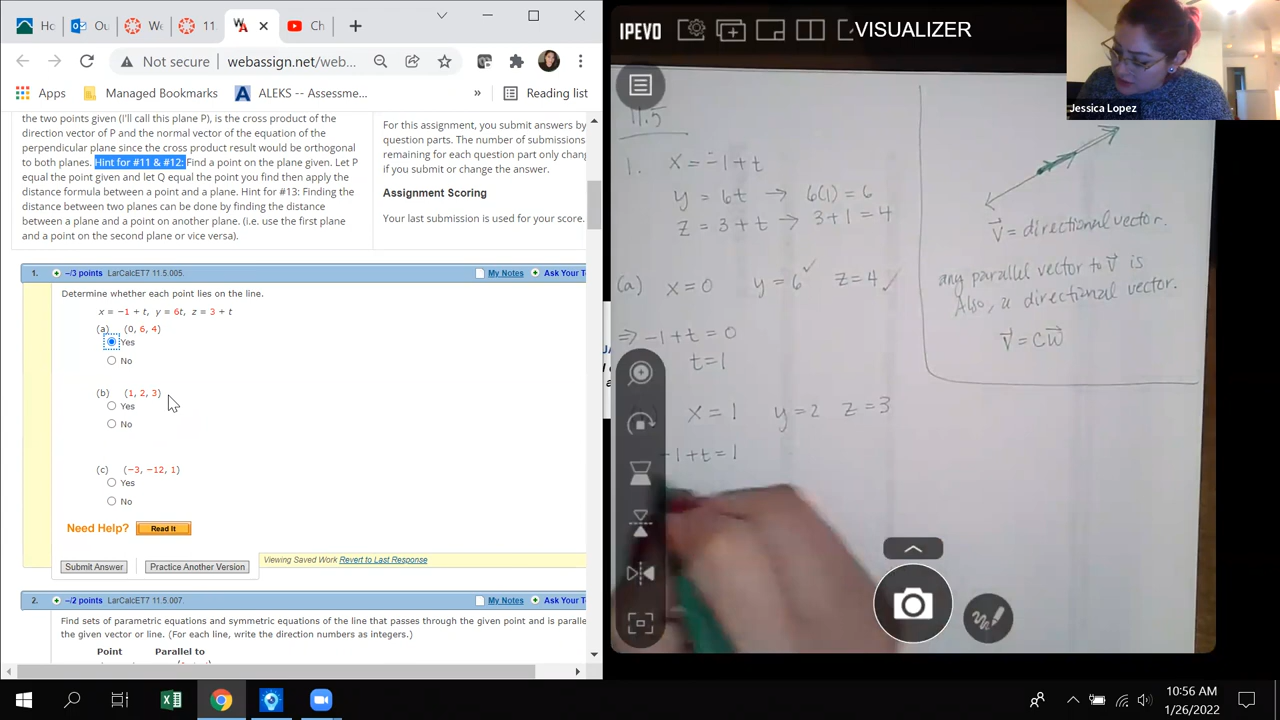 Ho
Ou
We
11
Ch
Not secure
webassign.net/web...
Apps
Managed Bookmarks
ALEKS -- Assessme...
»
Reading list
the two points given (I'll call this plane P), is the cross product of the
direction vector of P and the normal vector of the equation of the
perpendicular plane since the cross product result would be orthogonal
to both planes. Hint for #11 & #12: Find a point on the plane given. Let P
equal the point given and let Q equal the point you find then apply the
distance formula between a point and a plane. Hint for #13: Finding the
distance between two planes can be done by finding the distance
between a plane and a point on another plane. (i.e. use the first plane
and a point on the second plane or vice versa).
For this assignment, you submit answers by
question parts. The number of submissions
remaining for each question part only chang
if you submit or change the answer.
Assignment Scoring
Your last submission is used for your score.
1. –/3 points LarCalcET7 11.5.005. My Notes Ask Your
Determine whether each point lies on the line.
x = −1 + t, y = 6t, z = 3 + t
(a) (0, 6, 4)
Yes
No
(b) (1, 2, 3)
Yes
No
(c) (−3, −12, 1)
Yes
No
Need Help? Read It
Submit Answer Practice Another Version Viewing Saved Work Revert to Last Response
2. –/2 points LarCalcET7 11.5.007. My Notes Ask Your
Find sets of parametric equations and symmetric equations of the line that passes through the given point and is paralle
the given vector or line. (For each line, write the direction numbers as integers.)
Point Parallel to
IPEVO VISUALIZER
Jessica Lopez
11.5
1. x = -1 + t
y = 6t → 6(1) = 6
z = 3 + t → 3+1 = 4
(a) x=0 y=6 ✓ z=4 ✓
⇒ -1+t = 0
t=1
x=1 y=2 z=3
-1+t=1
v⃗ = directional vector.
any parallel vector to v⃗ is
Also, a directional vector.
v⃗ = cw⃗
10:56 AM
1/26/2022